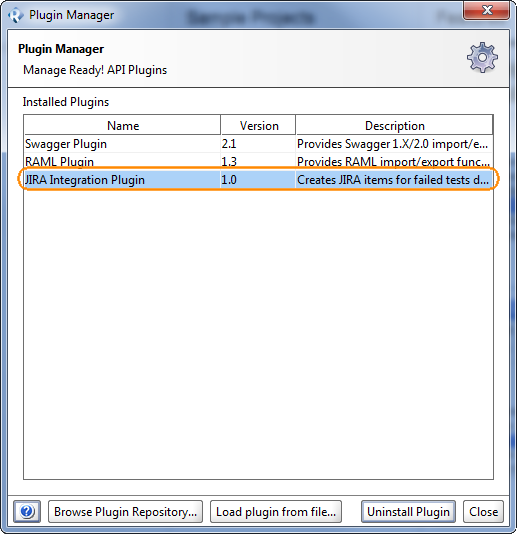 Sample Projects
Plugin Manager
Plugin Manager
Manage Ready! API Plugins
Installed Plugins
Name Version Description
Swagger Plugin 2.1 Provides Swagger 1.X/2.0 import/e...
RAML Plugin 1.3 Provides RAML import/export func...
JIRA Integration Plugin 1.0 Creates JIRA items for failed tests d...
Browse Plugin Repository... Load plugin from file... Uninstall Plugin Close